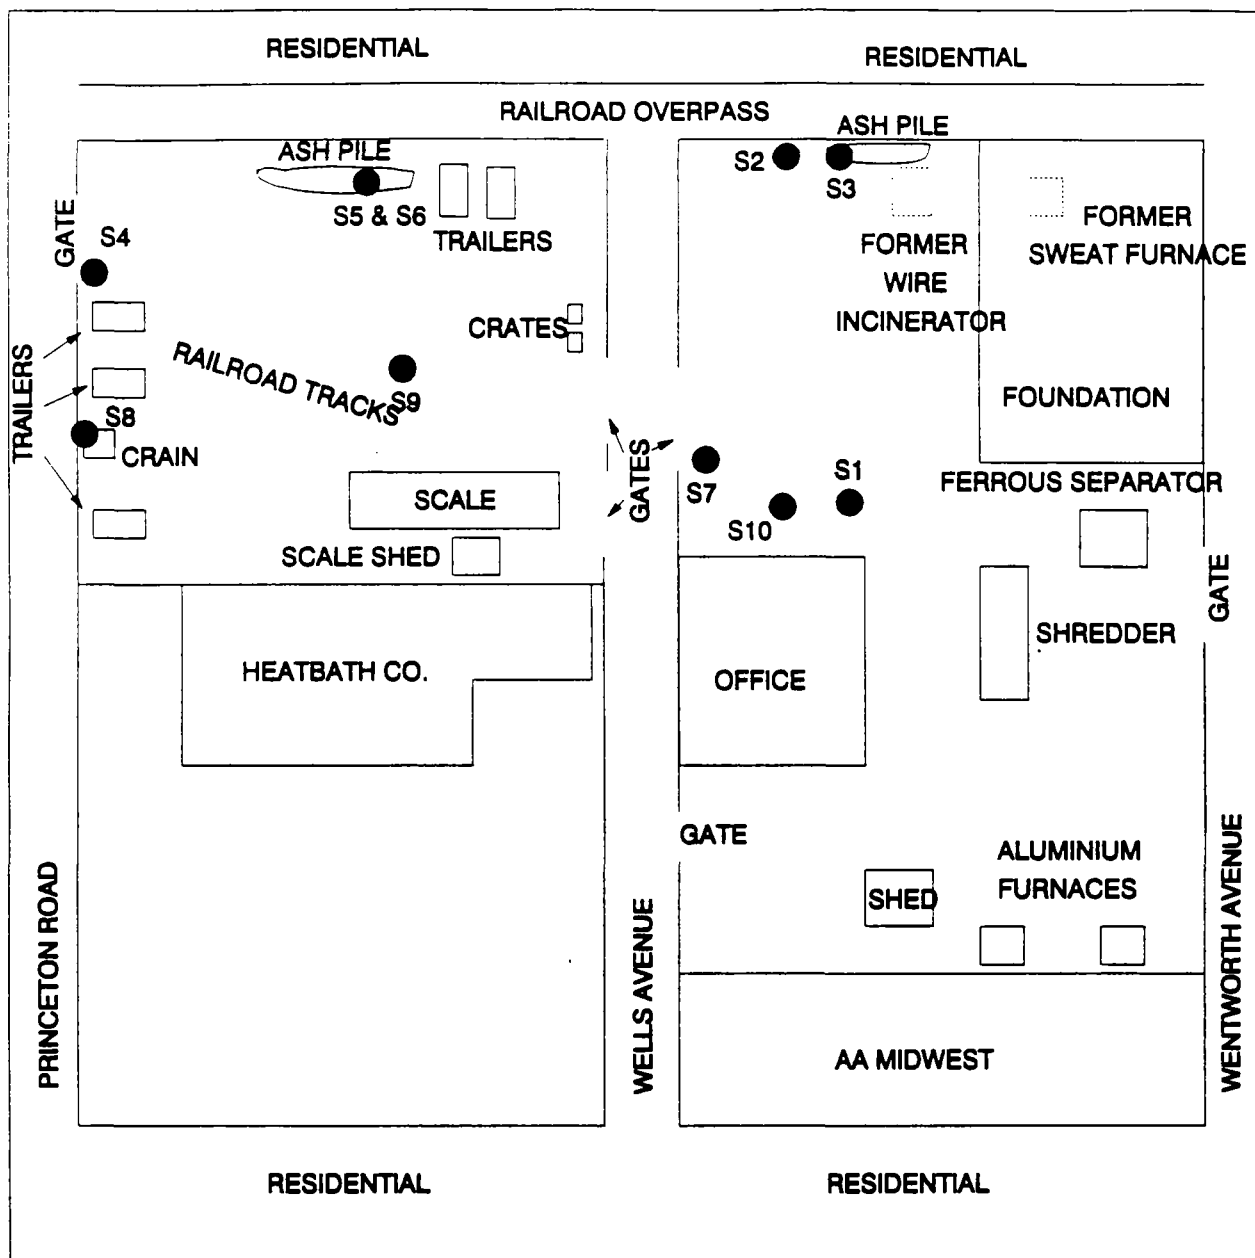 RESIDENTIAL
RESIDENTIAL
RAILROAD OVERPASS
ASH PILE
ASH PILE
S2
S3
S5 & S6
GATE
S4
TRAILERS
FORMER
WIRE
INCINERATOR
FORMER
SWEAT FURNACE
CRATES
TRAILERS
RAILROAD TRACKS
S9
FOUNDATION
S8
CRAIN
GATES
S7
S1
S10
FERROUS SEPARATOR
SCALE
SCALE SHED
GATE
SHREDDER
HEATBATH CO.
OFFICE
GATE
ALUMINIUM
FURNACES
SHED
PRINCETON ROAD
WELLS AVENUE
WENTWORTH AVENUE
AA MIDWEST
RESIDENTIAL
RESIDENTIAL